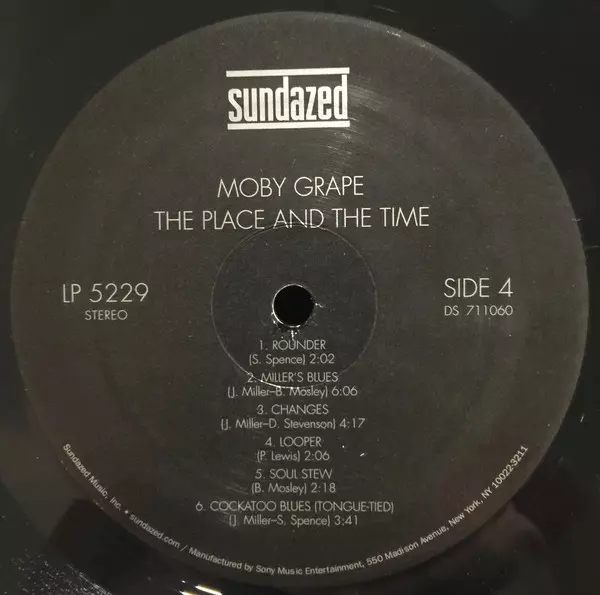 sundazed
MOBY GRAPE
THE PLACE AND THE TIME
LP 5229
STEREO
SIDE 4
DS 711060
1. ROUNDER
(S. Spence) 2:02
2. MILLER'S BLUES
(J. Miller–B. Mosley) 6:06
3. CHANGES
(J. Miller–D. Stevenson) 4:17
4. LOOPER
(P. Lewis) 2:06
5. SOUL STEW
(B. Mosley) 2:18
6. COCKATOO BLUES (TONGUE-TIED)
(J. Miller–S. Spence) 3:41
Sundazed Music, Inc. • sundazed.com / Manufactured by Sony Music Entertainment, 550 Madison Avenue, New York, NY 10022-3211